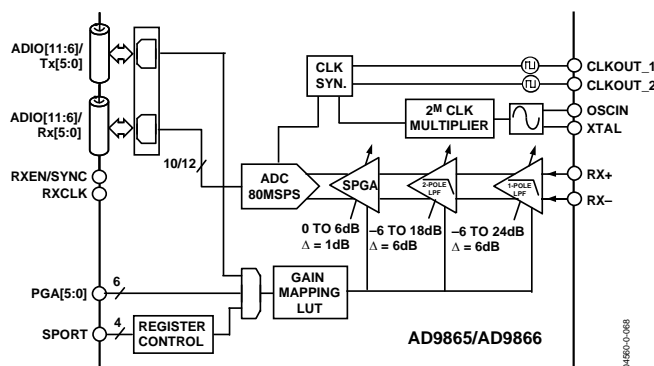 ADIO[11:6]/
Tx[5:0]
ADIO[11:6]/
Rx[5:0]
RXEN/SYNC
RXCLK
PGA[5:0]
SPORT
10/12
6
4
REGISTER
CONTROL
GAIN
MAPPING
LUT
ADC
80MSPS
CLK
SYN.
2M CLK
MULTIPLIER
SPGA
2-POLE
LPF
1-POLE
LPF
0 TO 6dB
Δ = 1dB
–6 TO 18dB
Δ = 6dB
–6 TO 24dB
Δ = 6dB
CLKOUT_1
CLKOUT_2
OSCIN
XTAL
RX+
RX–
AD9865/AD9866
04560-0-068